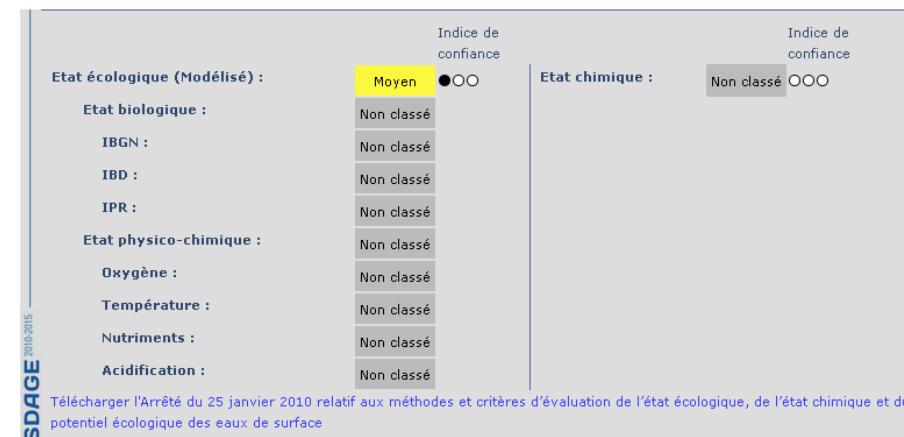 Indice de
confiance
Indice de
confiance
Etat écologique (Modélisé) :
Moyen
Etat chimique :
Non classé
Etat biologique :
Non classé
IBGN :
Non classé
IBD :
Non classé
IPR :
Non classé
Etat physico-chimique :
Non classé
Oxygène :
Non classé
Température :
Non classé
Nutriments :
Non classé
Acidification :
Non classé
SDAGE 2010-2015
Télécharger l'Arrêté du 25 janvier 2010 relatif aux méthodes et critères d'évaluation de l'état écologique, de l'état chimique et du
potentiel écologique des eaux de surface